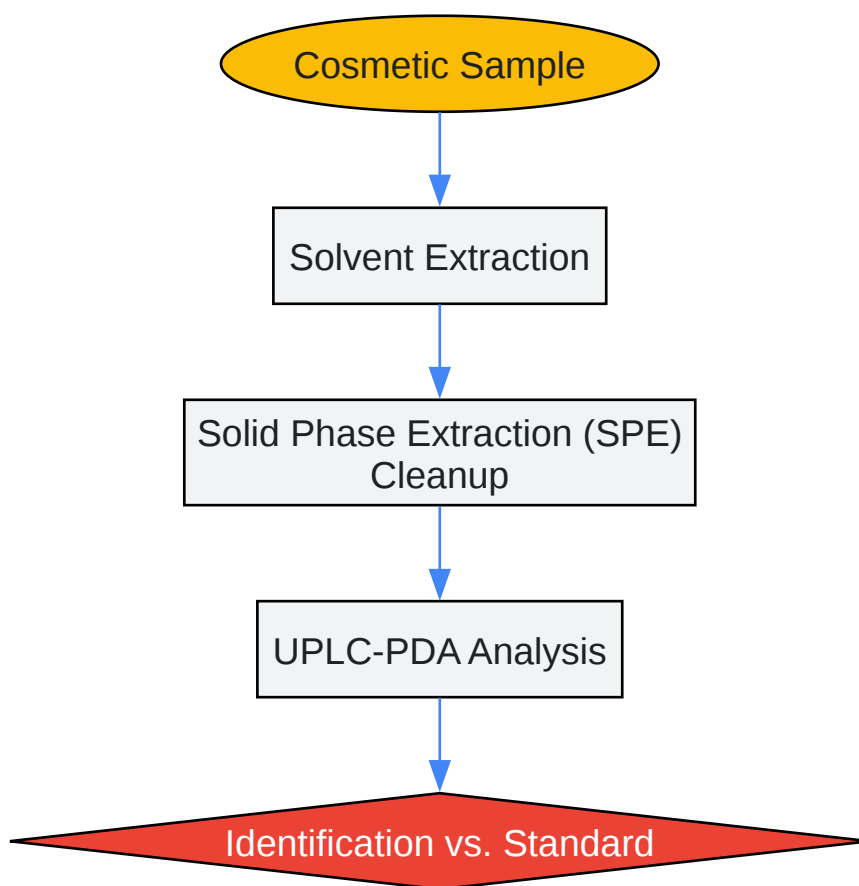 Cosmetic Sample
Solvent Extraction
Solid Phase Extraction (SPE)
Cleanup
UPLC-PDA Analysis
Identification vs. Standard